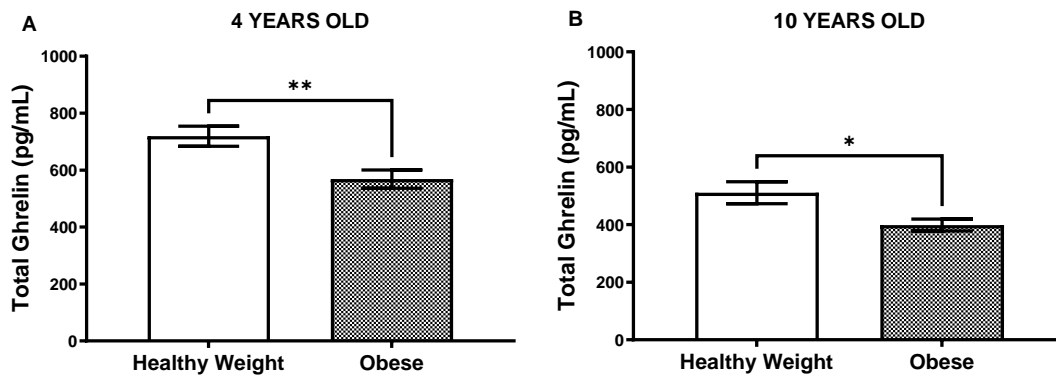 A
4 YEARS OLD
Total Ghrelin (pg/mL)
1000
800
600
400
200
0
**
Healthy Weight
Obese
B
10 YEARS OLD
Total Ghrelin (pg/mL)
1000
800
600
400
200
0
*
Healthy Weight
Obese